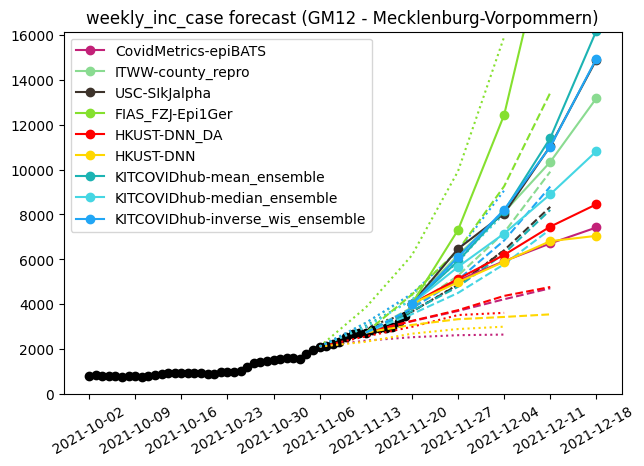 weekly_inc_case forecast (GM12 - Mecklenburg-Vorpommern)
16000
14000
12000
10000
8000
6000
4000
2000
0
CovidMetrics-epiBATS
ITWW-county_repro
USC-SIkJalpha
FIAS_FZJ-Epi1Ger
HKUST-DNN_DA
HKUST-DNN
KITCOVIDhub-mean_ensemble
KITCOVIDhub-median_ensemble
KITCOVIDhub-inverse_wis_ensemble
2021-10-02
2021-10-09
2021-10-16
2021-10-23
2021-10-30
2021-11-06
2021-11-13
2021-11-20
2021-11-27
2021-12-04
2021-12-11
2021-12-18